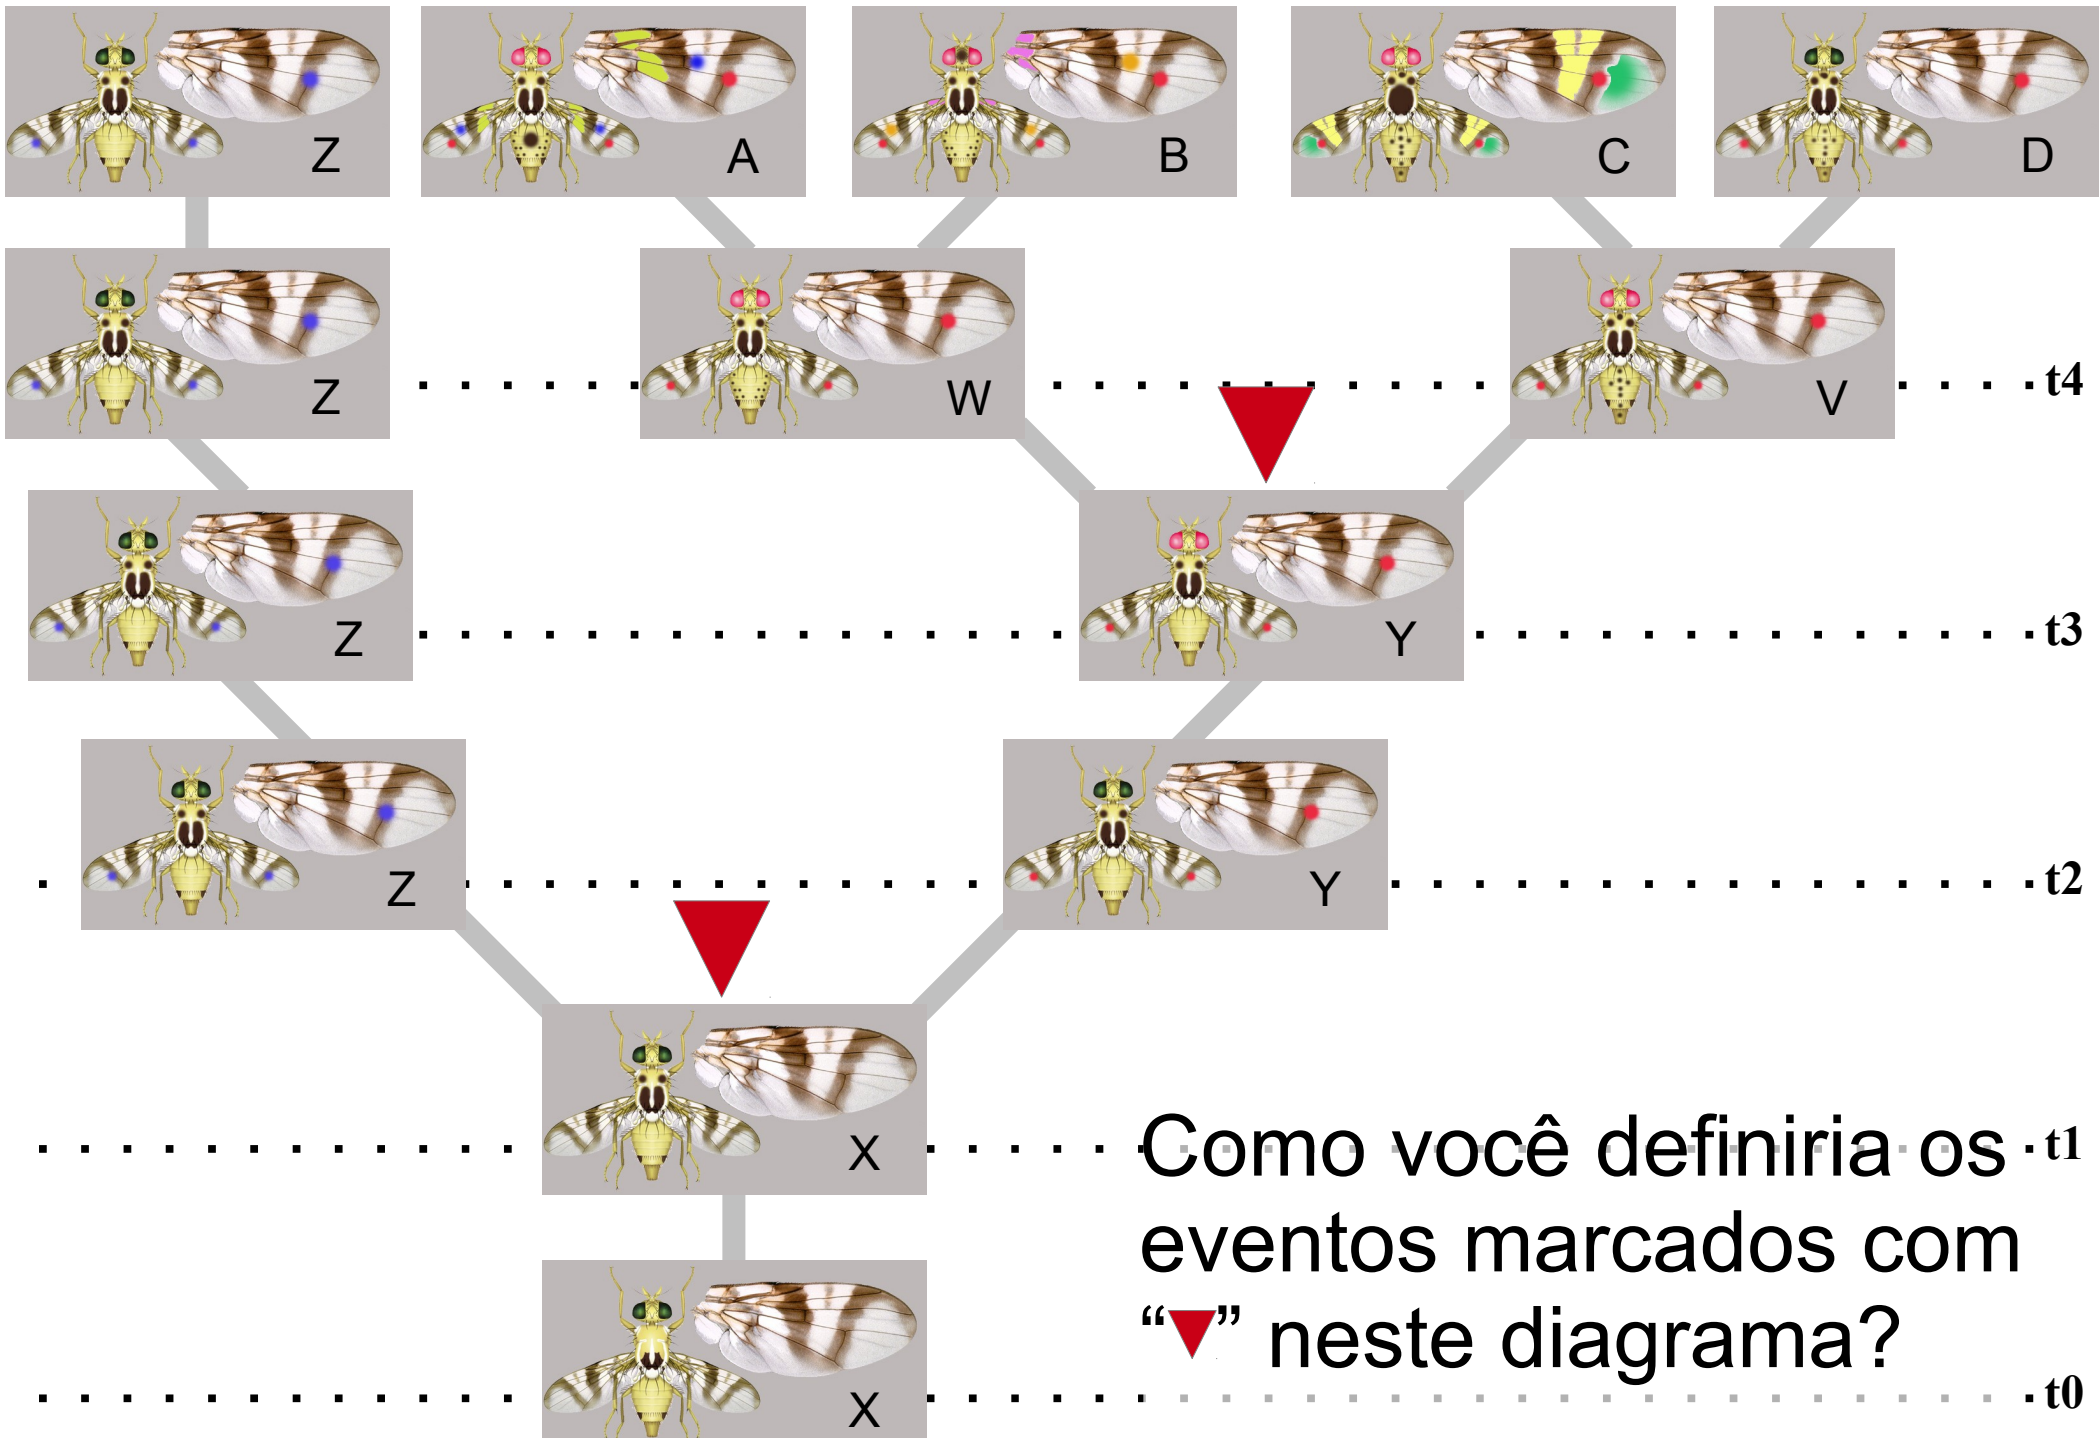 Z
A
B
C
D
Z
W
V
t4
Z
Y
t3
Z
Y
t2
X
t1
Como você definiria os
eventos marcados com
“▼” neste diagrama?
X
t0